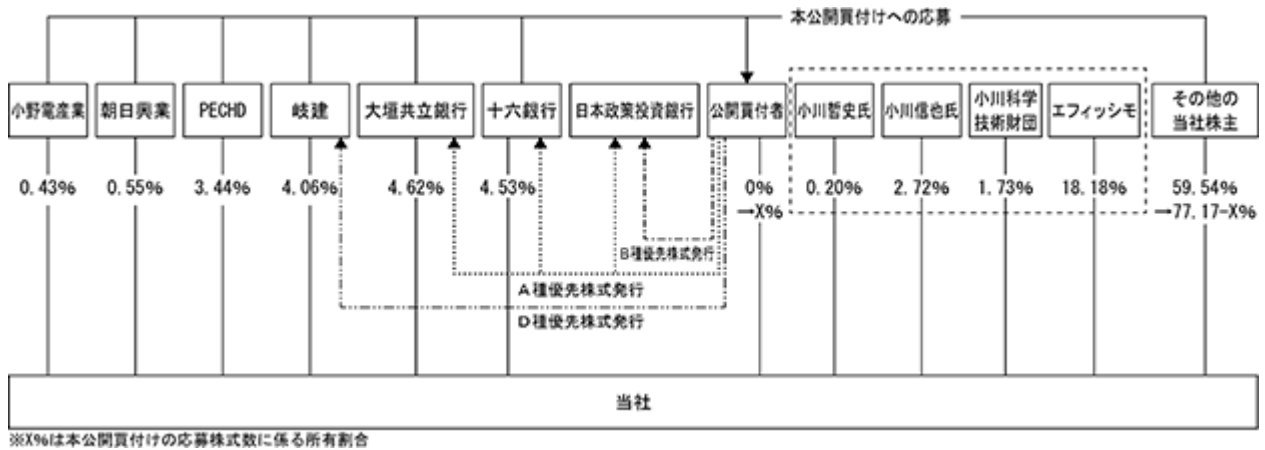 本公開買付けへの応募
小野電産業
朝日興業
PECHD
岐建
大垣共立銀行
十六銀行
日本政策投資銀行
公開買付者
小川哲史氏
小川信也氏
小川科学
技術財団
エフィッシモ
その他の
当社株主
0.43%
0.55%
3.44%
4.06%
4.62%
4.53%
0%
→X%
0.20%
2.72%
1.73%
18.18%
59.54%
→77.17-X%
B種優先株式発行
A種優先株式発行
D種優先株式発行
当社
※X%は本公開買付けの応募株式数に係る所有割合